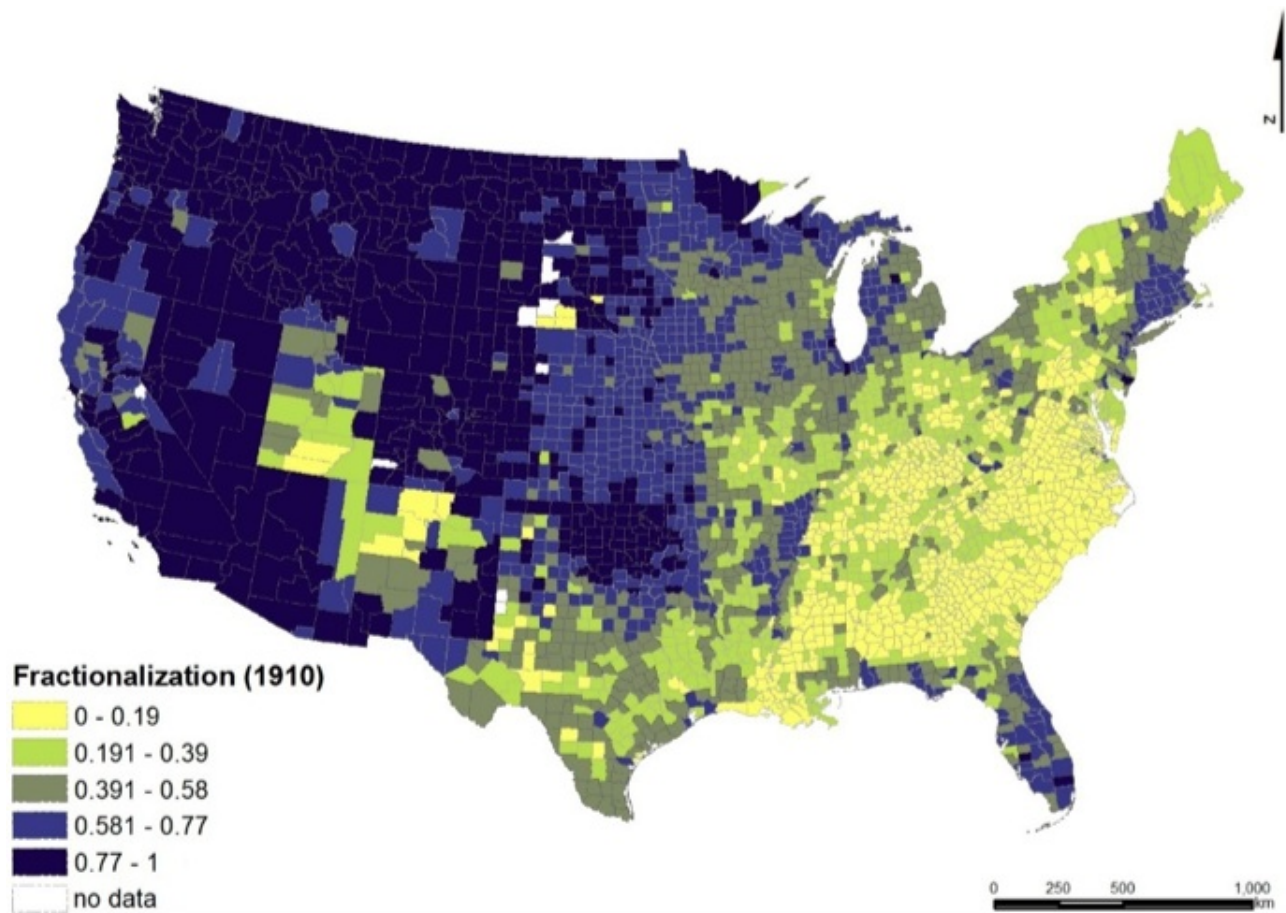 N
Fractionalization (1910)
0 - 0.19
0.191 - 0.39
0.391 - 0.58
0.581 - 0.77
0.77 - 1
no data
0 250 500 1,000
km